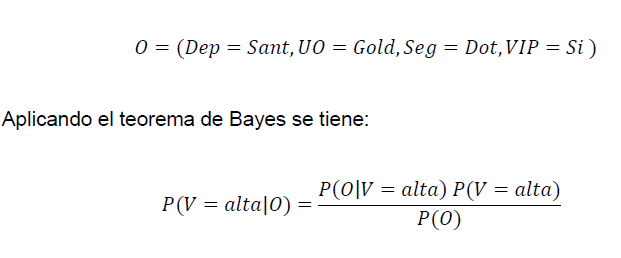 O = (Dep = Sant, UO = Gold, Seg = Dot, VIP = Si )
Aplicando el teorema de Bayes se tiene:
P(V = alta|O) = P(O|V = alta) P(V = alta) / P(O)